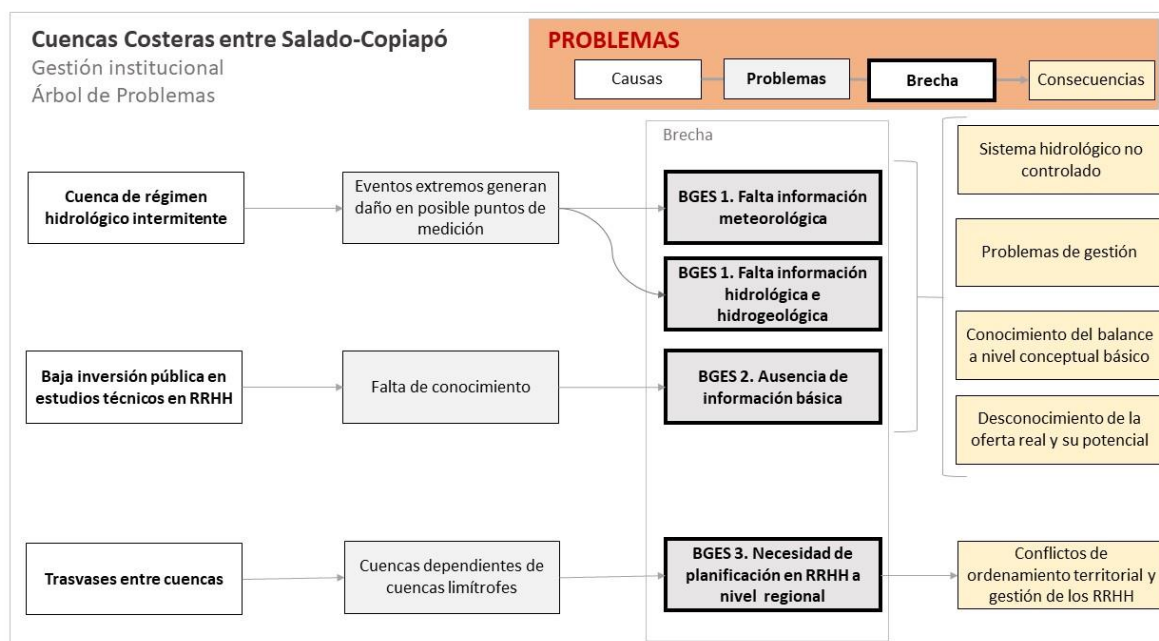 Cuencas Costeras entre Salado-Copiapó
Gestión institucional
Árbol de Problemas
PROBLEMAS
Causas
Problemas
Brecha
Consecuencias
Brecha
Cuenca de régimen
hidrológico intermitente
Eventos extremos generan
daño en posible puntos de
medición
BGES 1. Falta información
meteorológica
BGES 1. Falta información
hidrológica e
hidrogeológica
Baja inversión pública en
estudios técnicos en RRHH
Falta de conocimiento
BGES 2. Ausencia de
información básica
Sistema hidrológico no
controlado
Problemas de gestión
Conocimiento del balance
a nivel conceptual básico
Desconocimiento de la
oferta real y su potencial
Trasvases entre cuencas
Cuencas dependientes de
cuencas limítrofes
BGES 3. Necesidad de
planificación en RRHH a
nivel regional
Conflictos de
ordenamiento territorial y
gestión de los RRHH